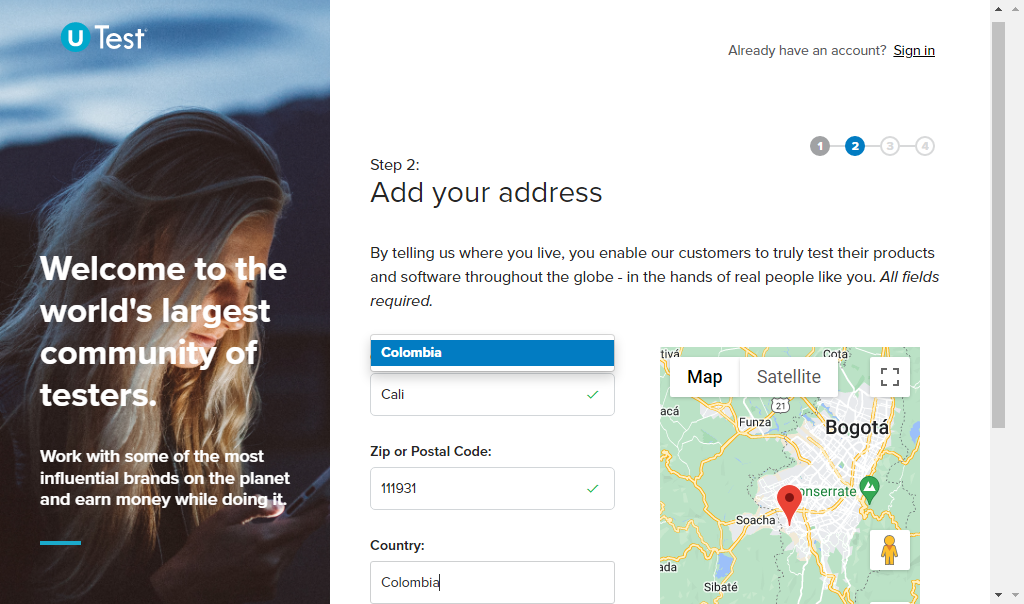 U Test
Already have an account? Sign in
1 2 3 4
Step 2:
Add your address
By telling us where you live, you enable our customers to truly test their products
and software throughout the globe - in the hands of real people like you. All fields
required.
Welcome to the
world's largest
community of
testers.
Work with some of the most
influential brands on the planet
and earn money while doing it.
Colombia
Cali
Zip or Postal Code:
111931
Country:
Colombia
Map Satellite
Cota
tivá
acá
21
Funza
Bogotá
onserrate
Soacha
ada
Sibaté